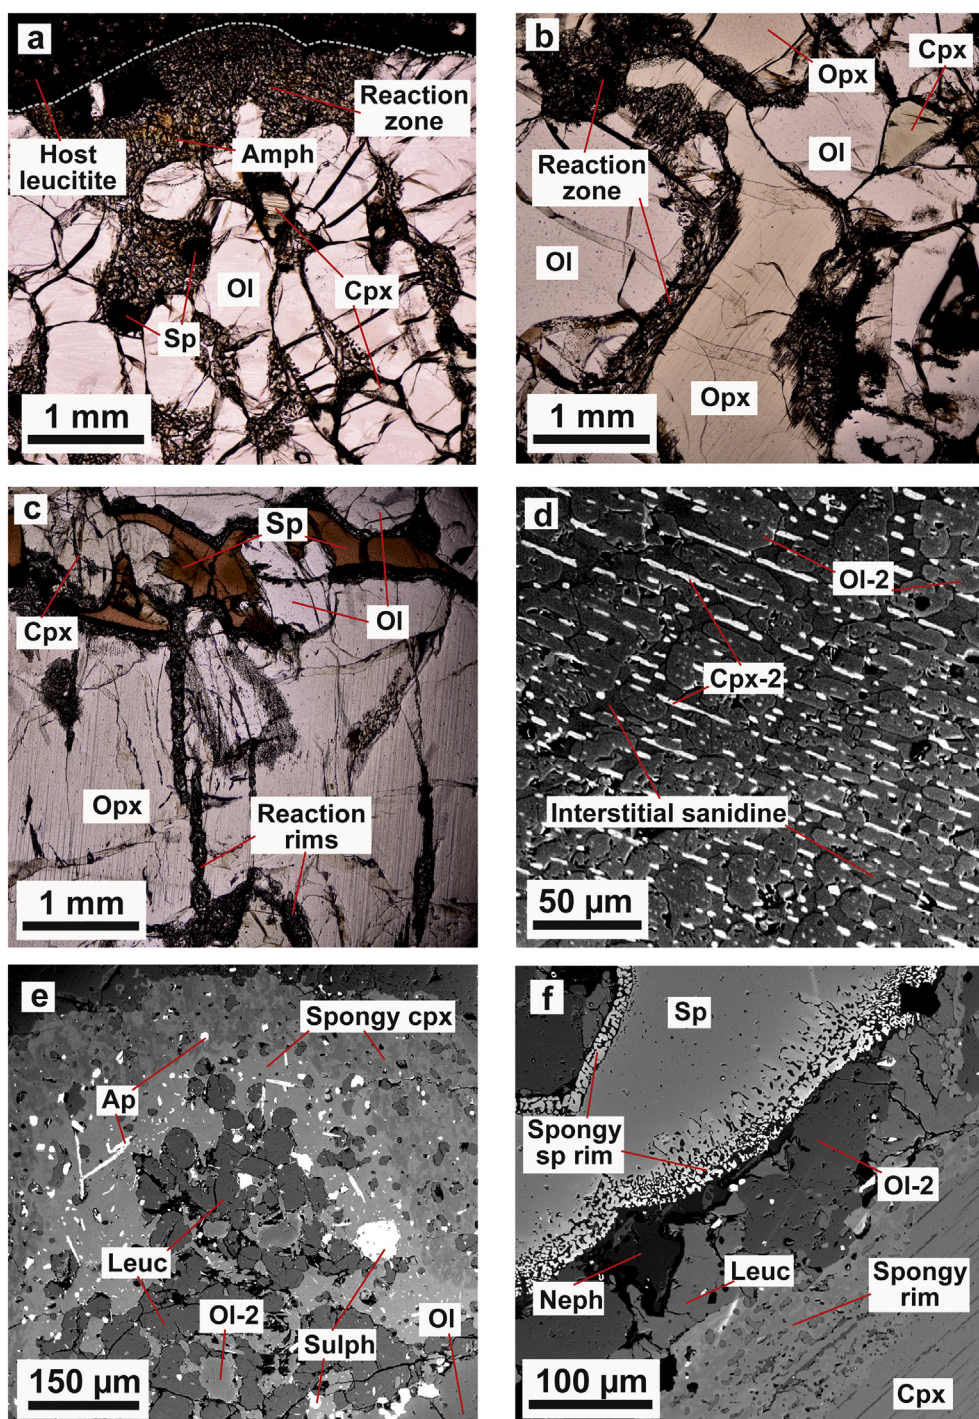 a
Host
leucitite
Amph
Reaction
zone
Sp
Ol
Cpx
1 mm
b
Opx
Cpx
Ol
Reaction
zone
Ol
Opx
1 mm
c
Sp
Cpx
Ol
Opx
Reaction
rims
1 mm
d
Ol-2
Cpx-2
Interstitial sanidine
50 µm
e
Spongy cpx
Ap
Leuc
Ol-2
Sulph
Ol
150 µm
f
Sp
Spongy
sp rim
Ol-2
Neph
Leuc
Spongy
rim
Cpx
100 µm